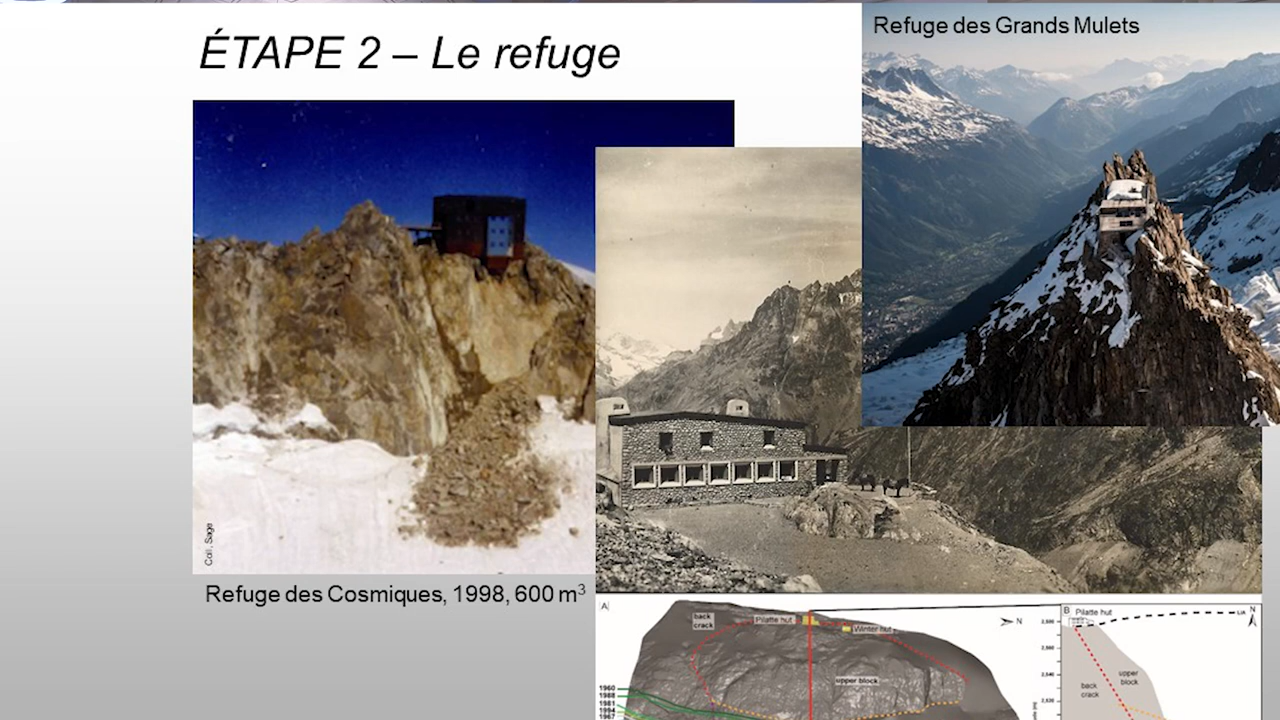 Refuge des Grands Mulets
ÉTAPE 2 – Le refuge
Coll. Sage
Refuge des Cosmiques, 1998, 600 m³
A
back
crack
Pilatte hut
Winter hut
N
upper block
1960
1988
1981
1994
1967
B
Pilatte hut
LIA
N
back
crack
upper
block